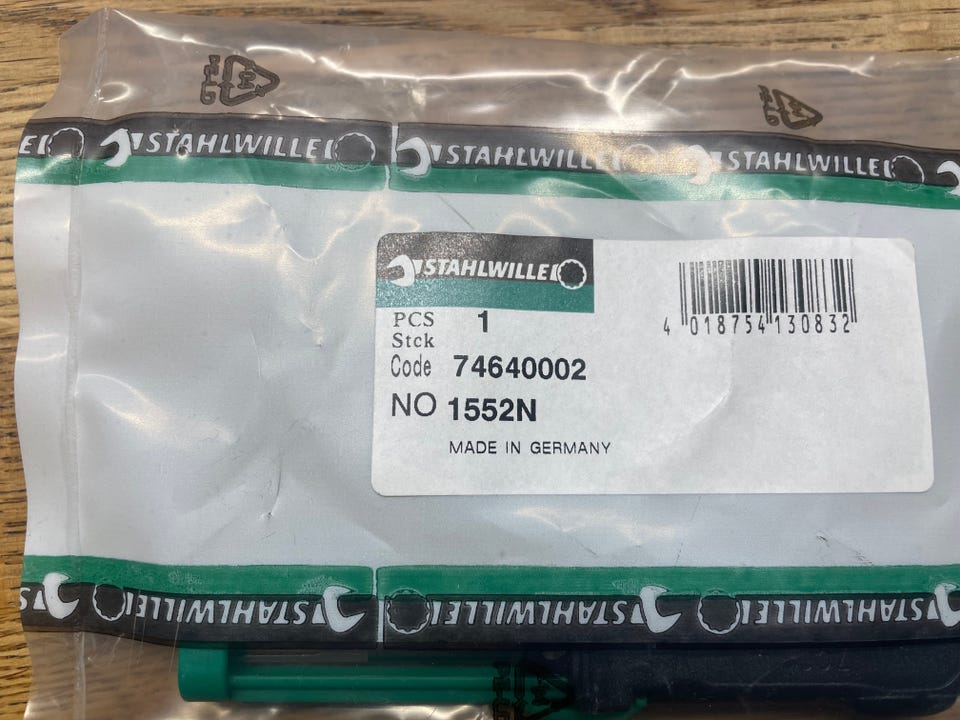 STAHLWILLE STAHLWILLE STAHLWILLE
STAHLWILLE
4 018754 130832
PCS 1
Stck
Code 74640002
NO 1552N
MADE IN GERMANY
STAHLWILLE STAHLWILLE STAHLWILLE